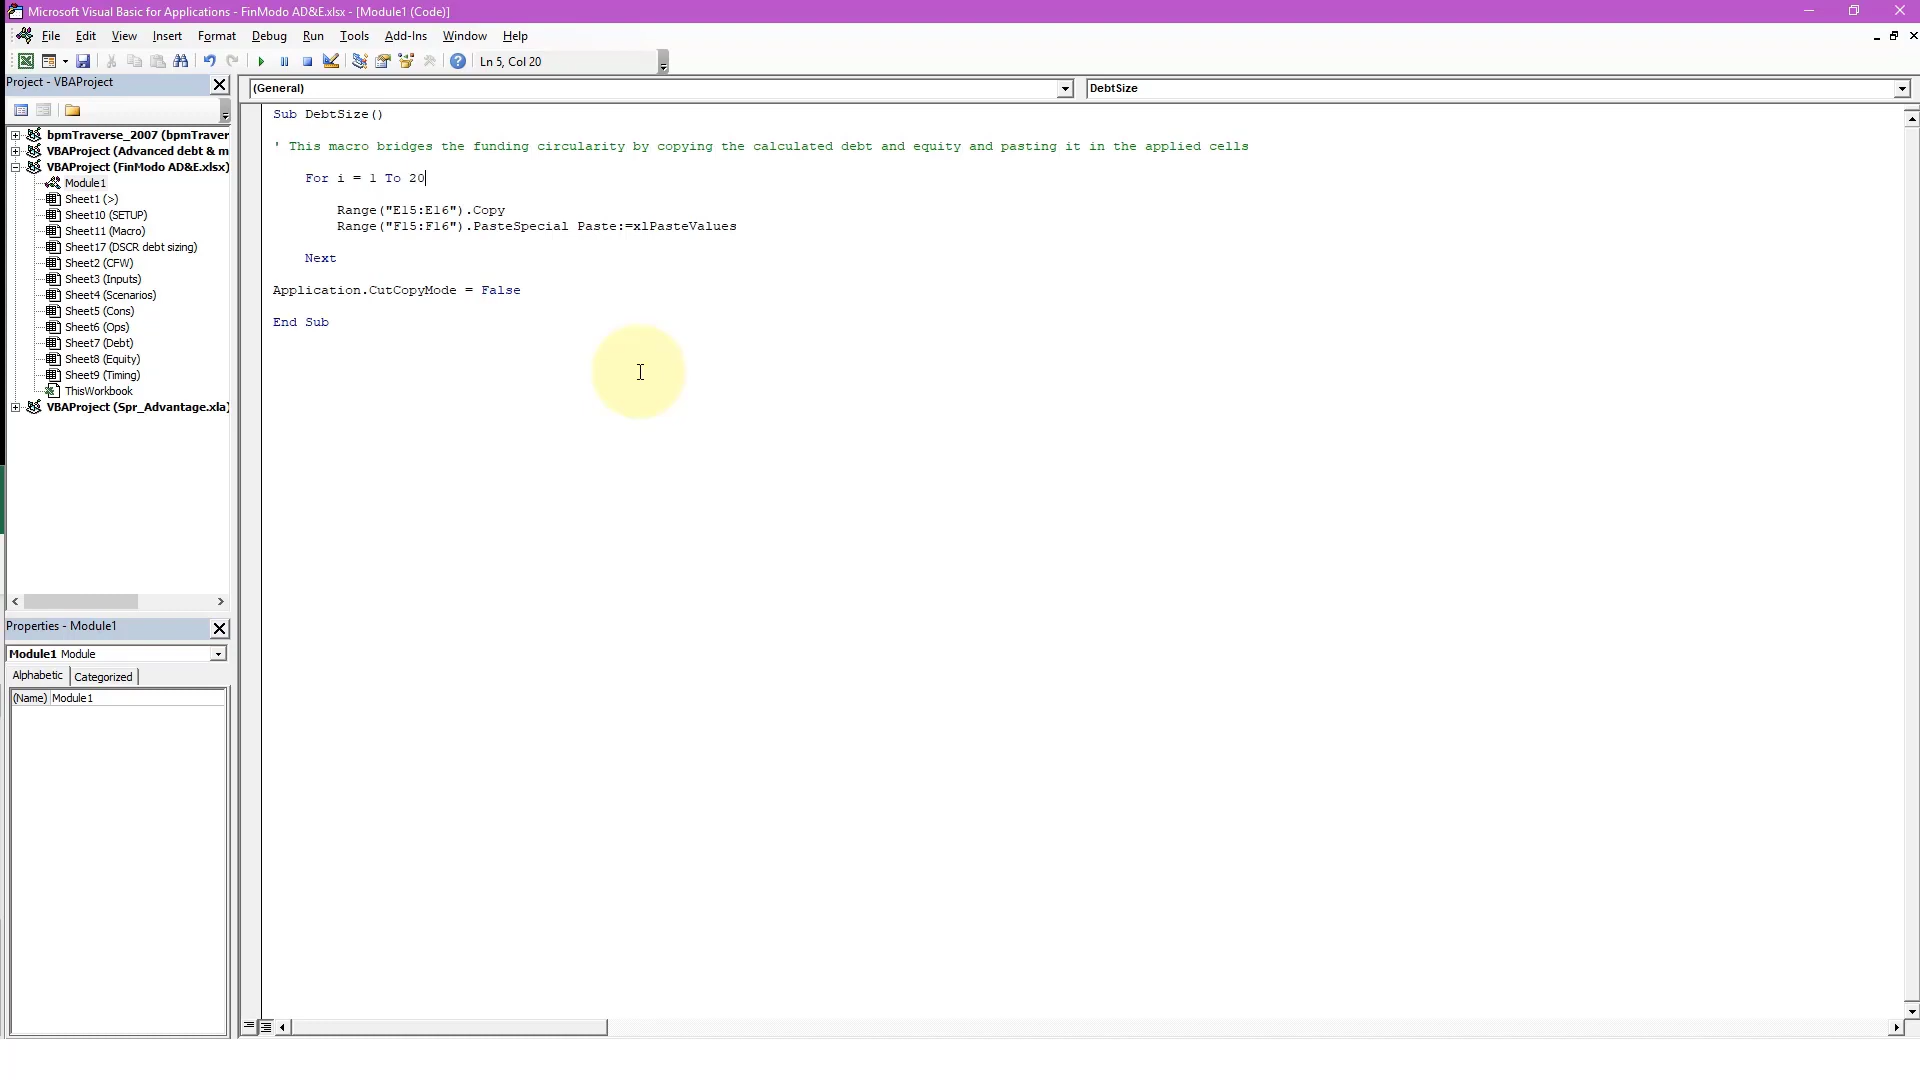 Microsoft Visual Basic for Applications - FinModo AD&E.xlsx - [Module1 (Code)]
File Edit View Insert Format Debug Run Tools Add-Ins Window Help
Ln 5, Col 20
Project - VBAProject
(General)
DebtSize
bpmTraverse_2007 (bpmTraver
VBAProject (Advanced debt & m
VBAProject (FinModo AD&E.xlsx)
Module1
Sheet1 (>)
Sheet10 (SETUP)
Sheet11 (Macro)
Sheet17 (DSCR debt sizing)
Sheet2 (CFW)
Sheet3 (Inputs)
Sheet4 (Scenarios)
Sheet5 (Cons)
Sheet6 (Ops)
Sheet7 (Debt)
Sheet8 (Equity)
Sheet9 (Timing)
ThisWorkbook
VBAProject (Spr_Advantage.xla)
Sub DebtSize()
' This macro bridges the funding circularity by copying the calculated debt and equity and pasting it in the applied cells
For i = 1 To 20
Range("E15:E16").Copy
Range("F15:F16").PasteSpecial Paste:=xlPasteValues
Next
Application.CutCopyMode = False
End Sub
Properties - Module1
Module1 Module
Alphabetic Categorized
(Name) Module1